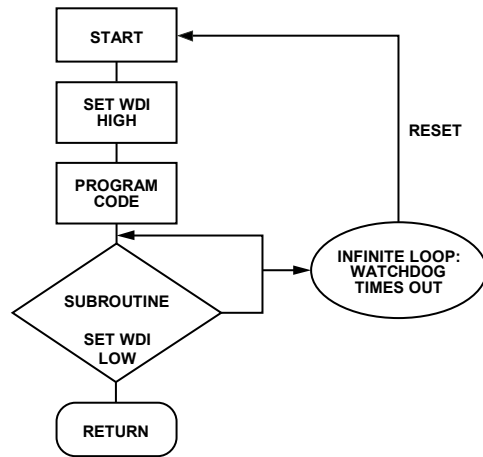 START
SET WDI
HIGH
RESET
PROGRAM
CODE
INFINITE LOOP:
WATCHDOG
TIMES OUT
SUBROUTINE
SET WDI
LOW
RETURN